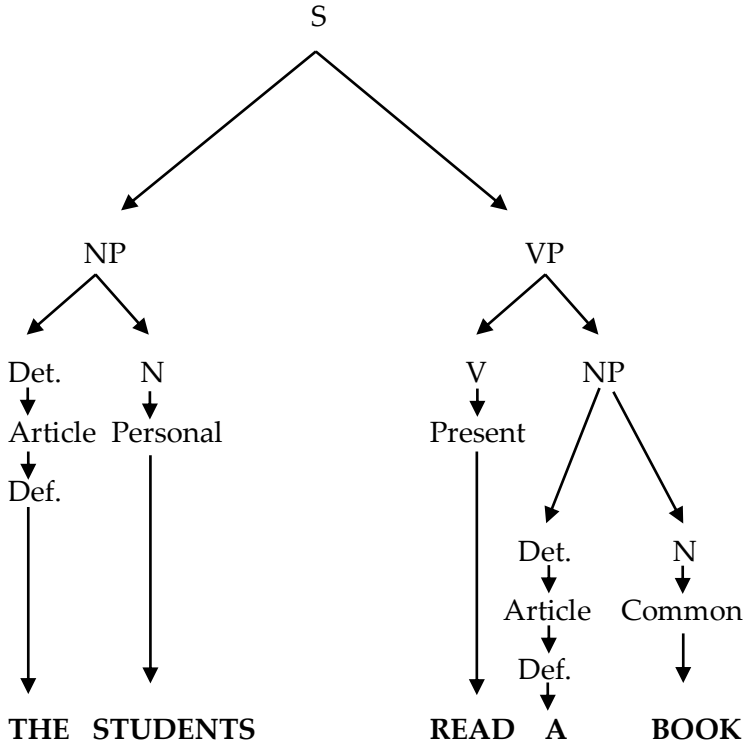 S
NP VP
Det. N V NP
Article Personal Present
Def.
Det. N
Article Common
Def.
THE STUDENTS READ A BOOK